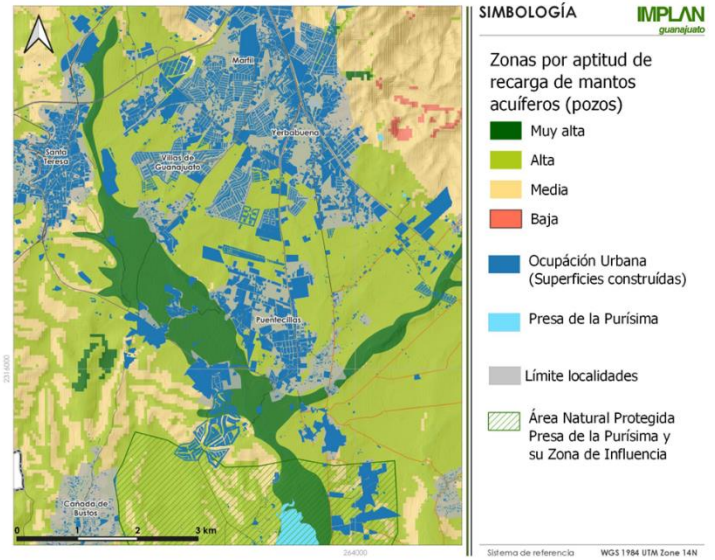 SIMBOLOGÍA
IMPLAN
guanajuato
Zonas por aptitud de
recarga de mantos
acuíferos (pozos)
Muy alta
Alta
Media
Baja
Ocupación Urbana
(Superficies construídas)
Presa de la Purísima
Límite localidades
Área Natural Protegida
Presa de la Purísima y
su Zona de Influencia
Sistema de referencia WGS 1984 UTM Zone 14N
Marfil
Yerbabuena
Santa
Teresa
Villas de
Guanajuato
Puentecillas
Cañada de
Bustos
2316000
264000
0 1 2 3 km